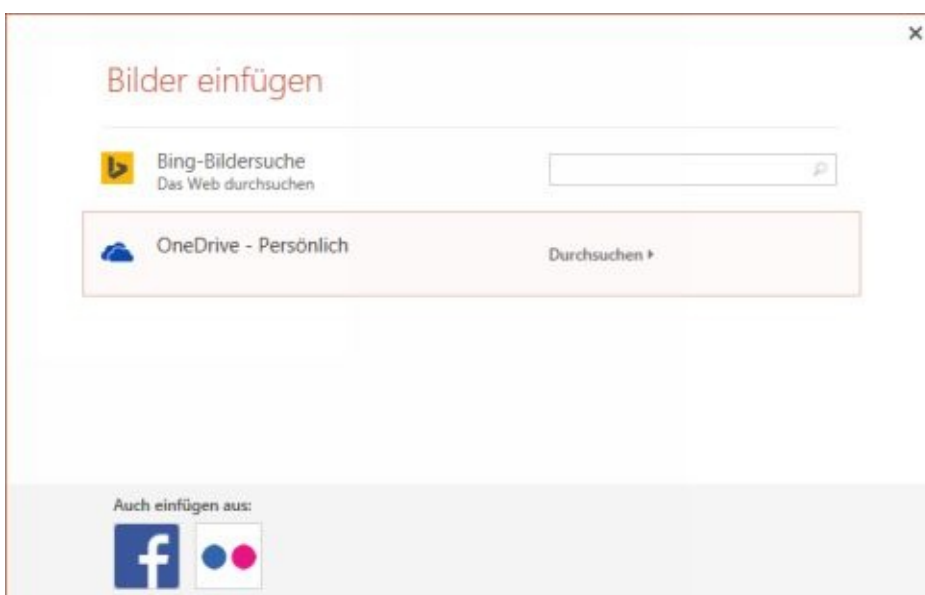 Bilder einfügen
Bing-Bildersuche
Das Web durchsuchen
OneDrive - Persönlich
Durchsuchen
Auch einfügen aus: